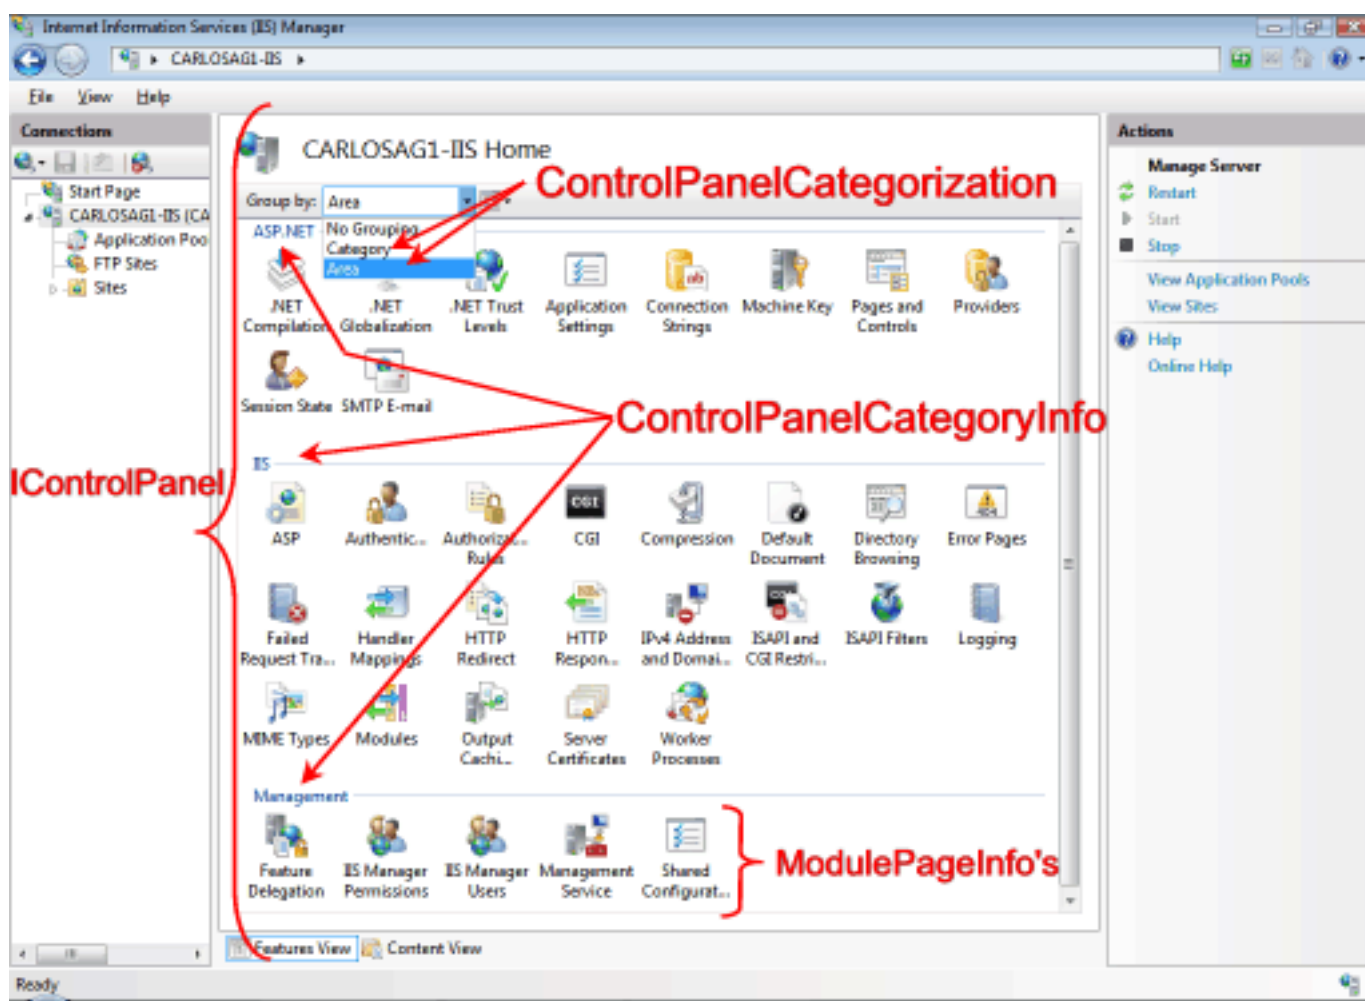 Internet Information Services (IIS) Manager
CARLOSAG1-IIS
File View Help
Connections
Start Page
CARLOSAG1-IIS (CA
Application Poo
FTP Sites
Sites
CARLOSAG1-IIS Home
ControlPanelCategorization
Group by: Area
No Grouping
Category
Area
ASP.NET
.NET Compilation
.NET Globalization
.NET Trust Levels
Application Settings
Connection Strings
Machine Key
Pages and Controls
Providers
Session State
SMTP E-mail
ControlPanelCategoryInfo
IControlPanel
IIS
ASP
Authentic...
Authorizat... Rules
CGI
Compression
Default Document
Directory Browsing
Error Pages
Failed Request Tra...
Handler Mappings
HTTP Redirect
HTTP Respon...
IPv4 Address and Domai...
ISAPI and CGI Restri...
ISAPI Filters
Logging
MIME Types
Modules
Output Cachi...
Server Certificates
Worker Processes
Management
Feature Delegation
IIS Manager Permissions
IIS Manager Users
Management Service
Shared Configurat...
ModulePageInfo's
Features View
Content View
Actions
Manage Server
Restart
Start
Stop
View Application Pools
View Sites
Help
Online Help
Ready